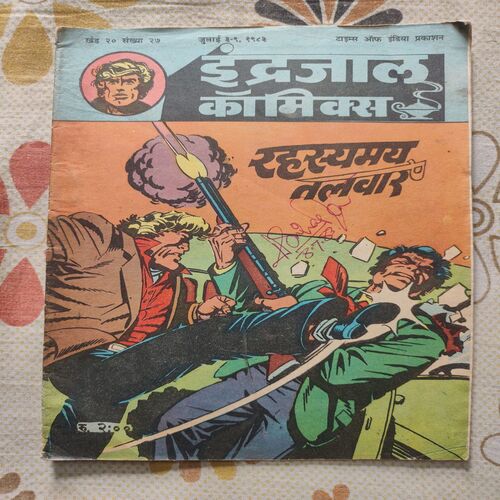 खंड २० संख्या २७
जुलाई ३-९, १९८३
टाइम्स ऑफ इंडिया प्रकाशन
इंद्रजाल
कॉमिक्स
रहस्यमय
तलवार
रु. २:००